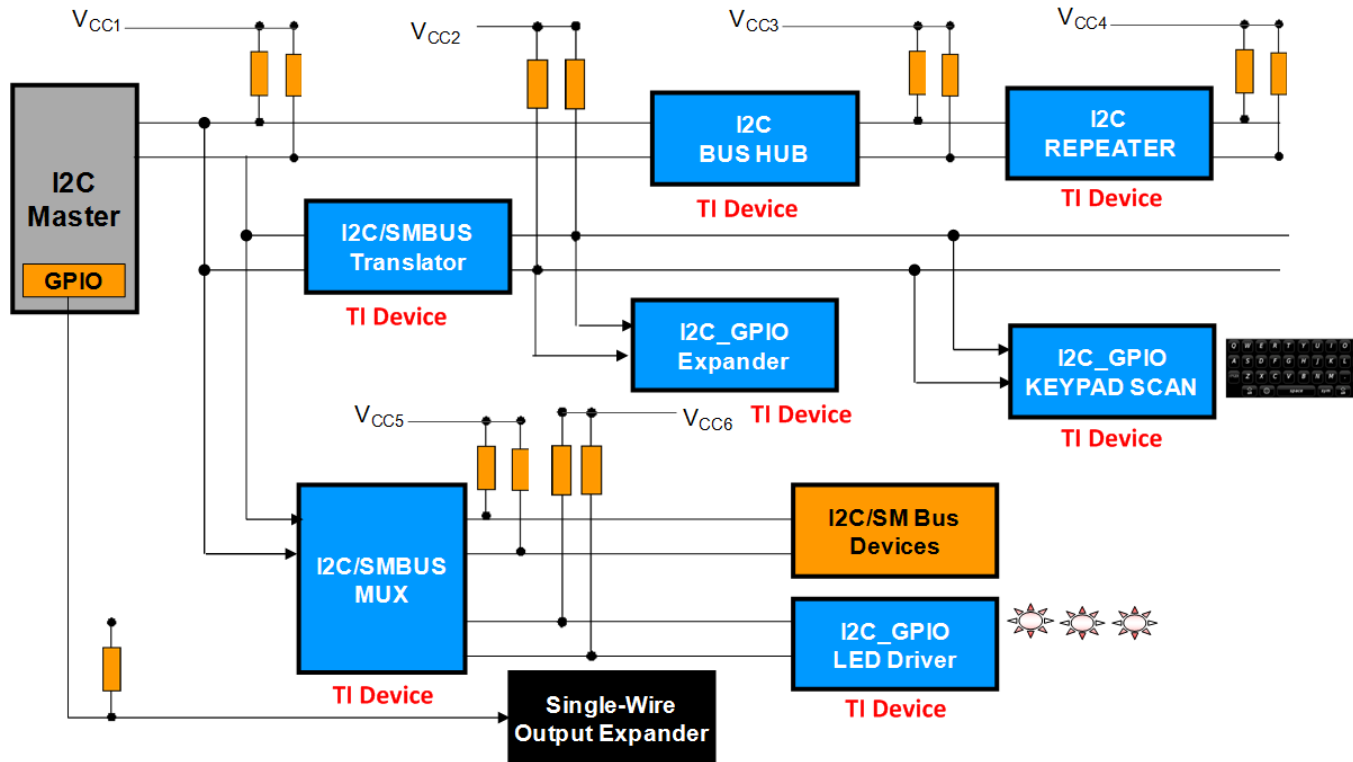 VCC1
VCC2
VCC3
VCC4
I2C
Master
GPIO
I2C
BUS HUB
TI Device
I2C
REPEATER
TI Device
I2C/SMBUS
Translator
TI Device
I2C_GPIO
Expander
TI Device
I2C_GPIO
KEYPAD SCAN
TI Device
Q W E R T Y U I O
A S D F G H J K L
Z X C V B N M
space
sym
VCC5
VCC6
I2C/SMBUS
MUX
TI Device
I2C/SM Bus
Devices
I2C_GPIO
LED Driver
TI Device
Single-Wire
Output Expander